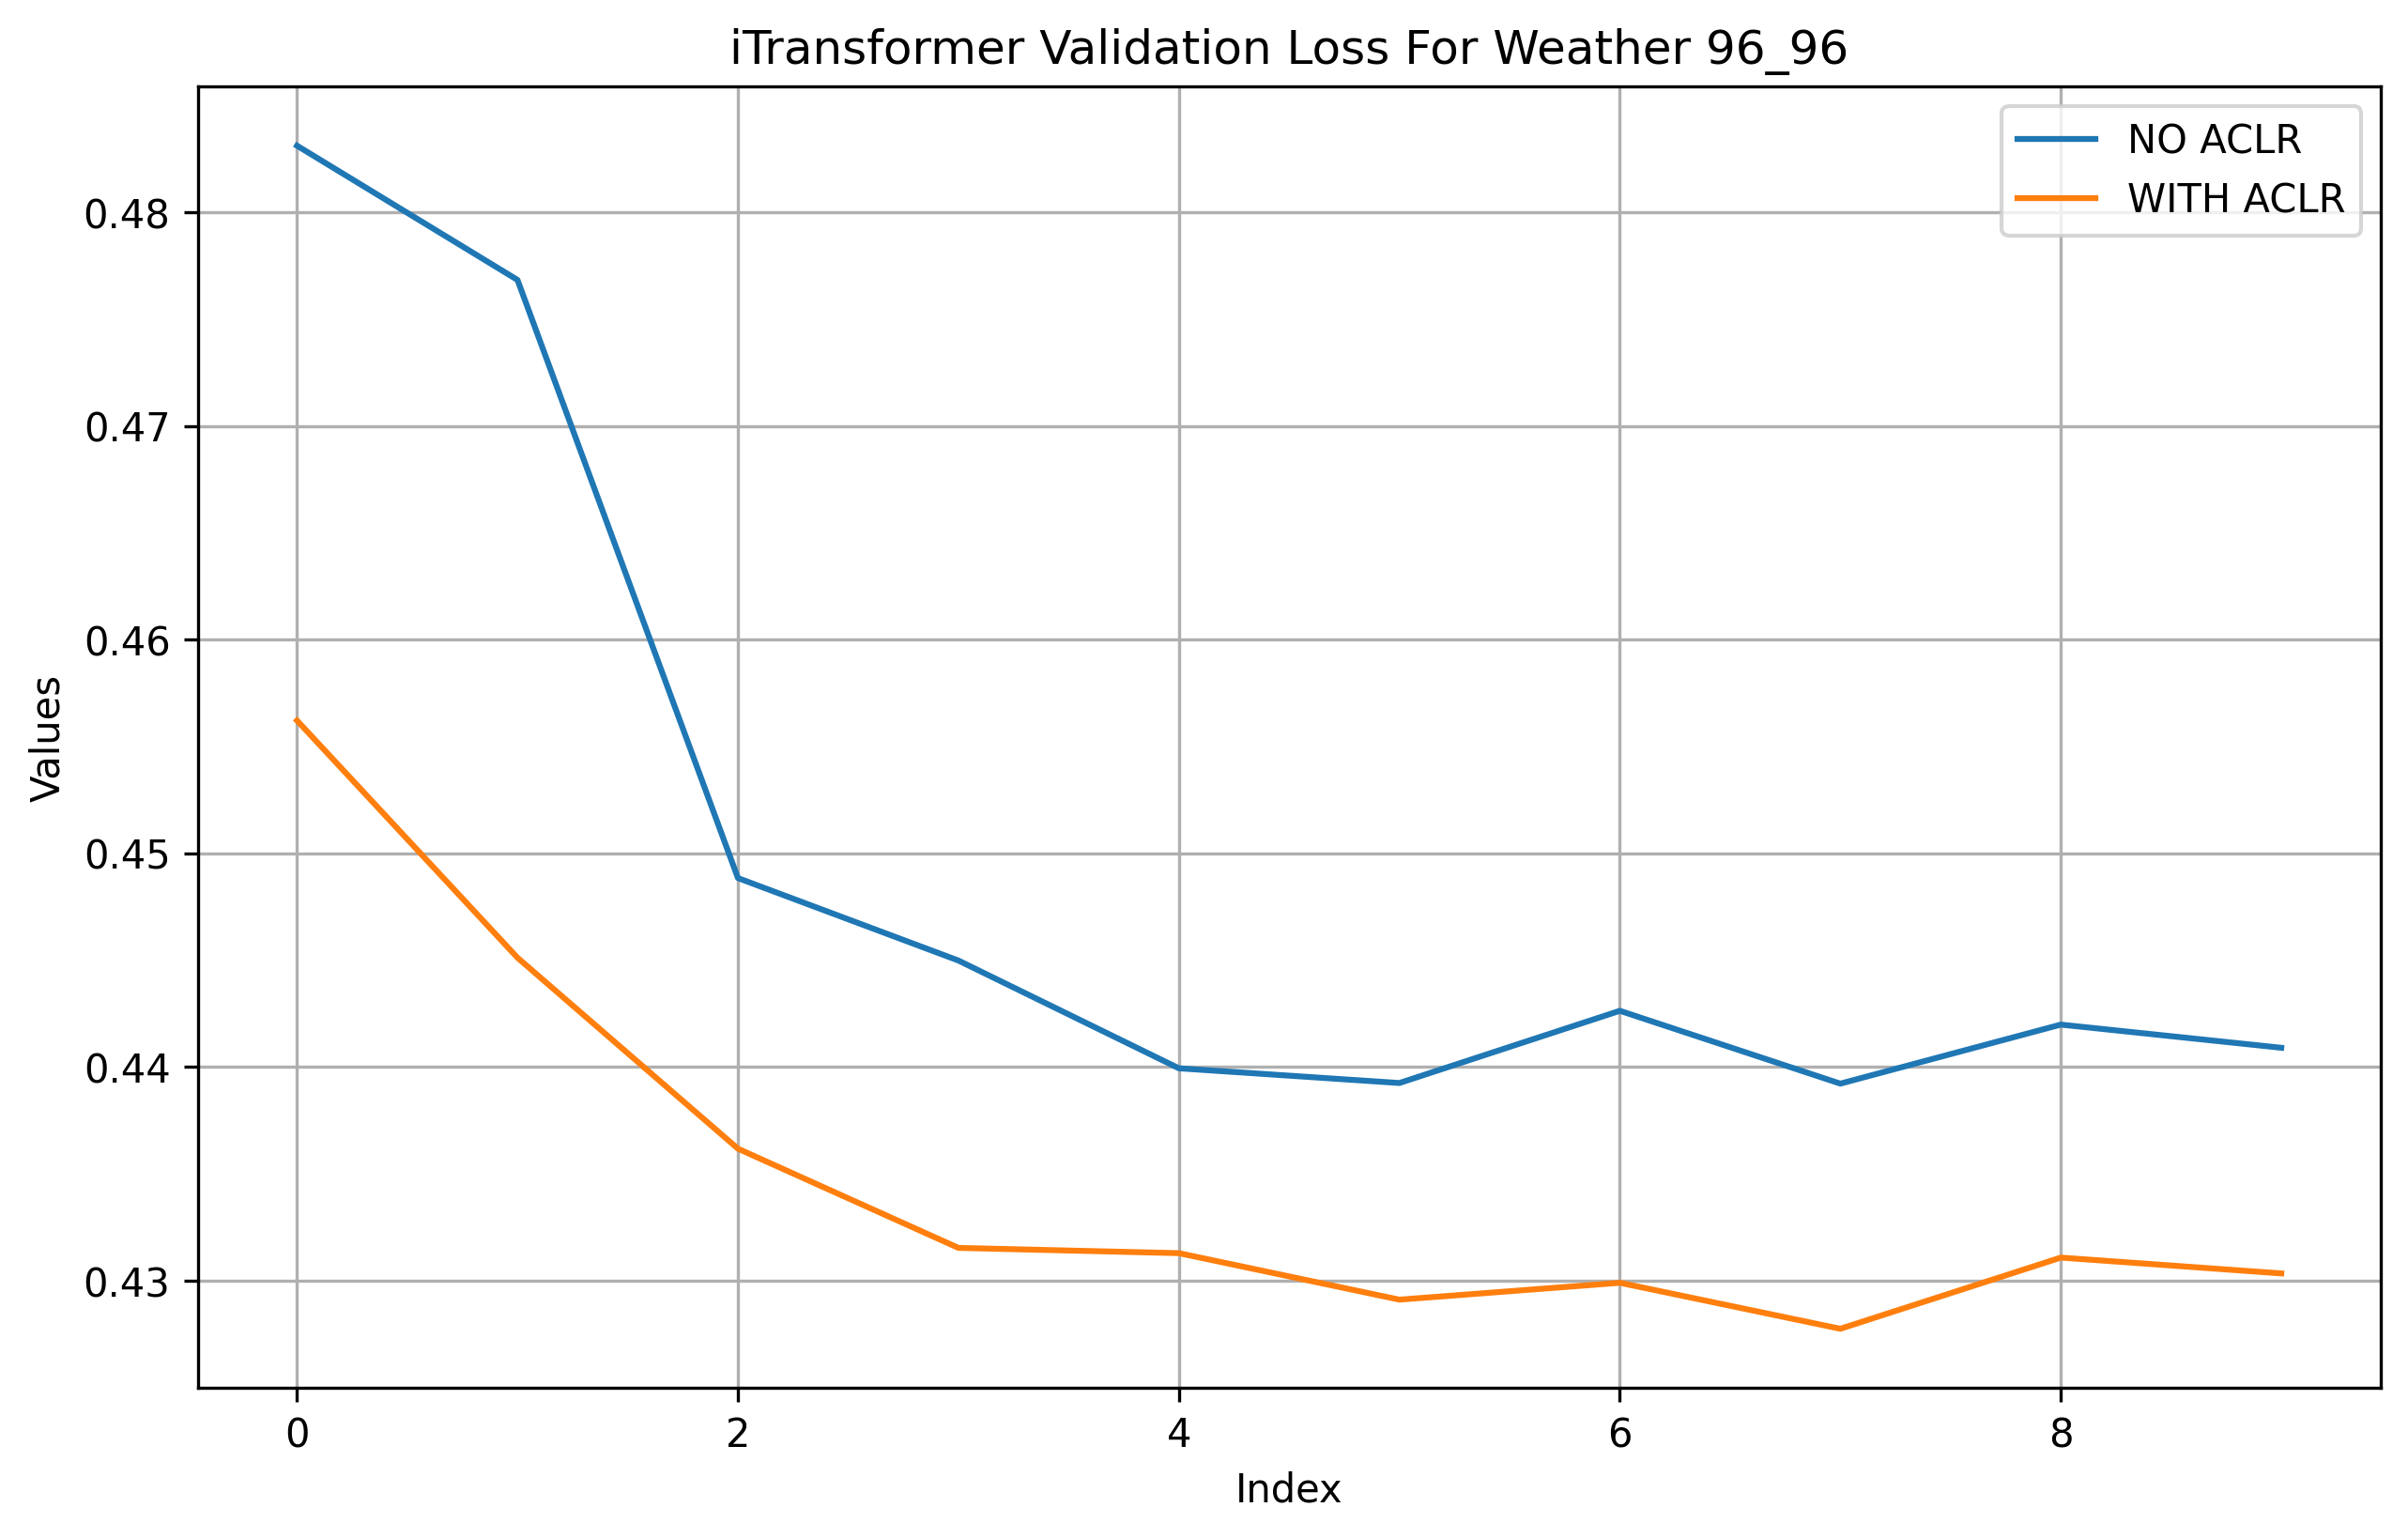 iTransformer Validation Loss For Weather 96_96
NO ACLR
WITH ACLR
0.48
0.47
0.46
0.45
0.44
0.43
Values
0 2 4 6 8
Index